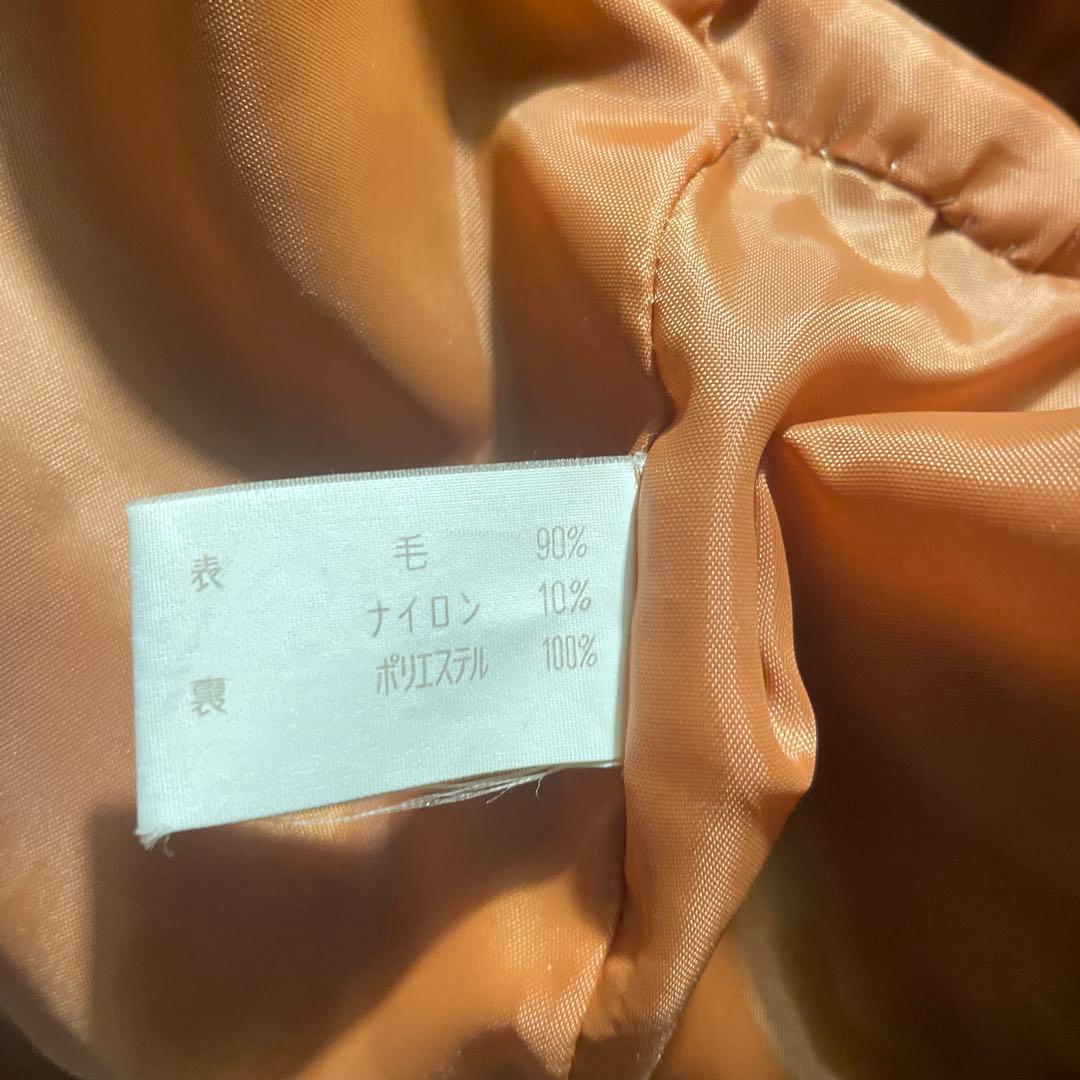 表 毛 90%
ナイロン 10%
裏 ポリエステル 100%